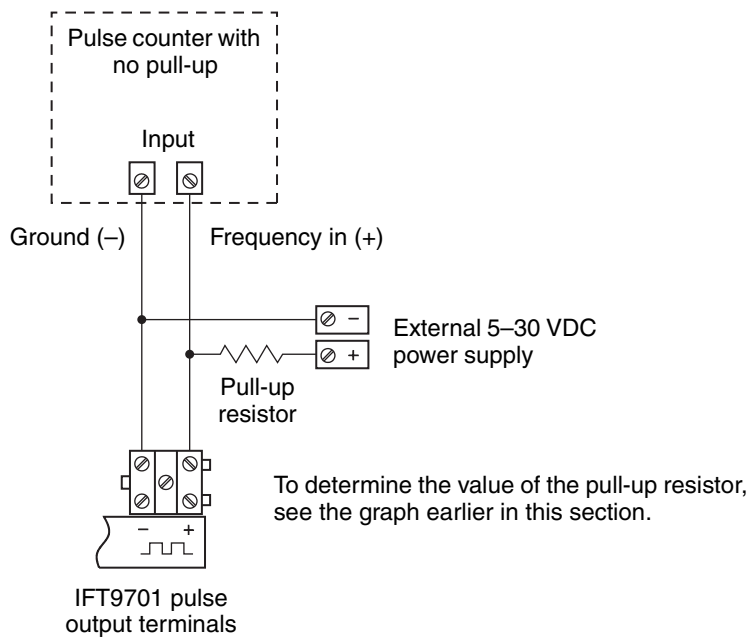 Pulse counter with
no pull-up
Input
Ground (–)
Frequency in (+)
–
External 5–30 VDC
+
power supply
Pull-up
resistor
To determine the value of the pull-up resistor,
see the graph earlier in this section.
– +
IFT9701 pulse
output terminals